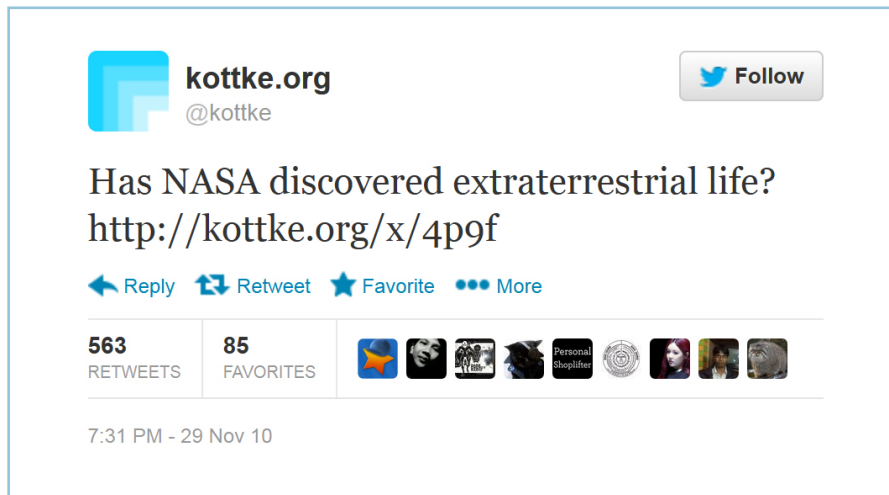 kottke.org
@kottke
Follow
Has NASA discovered extraterrestrial life?
http://kottke.org/x/4p9f
Reply Retweet Favorite More
563 85
RETWEETS FAVORITES
Personal
Shoplifter
7:31 PM - 29 Nov 10